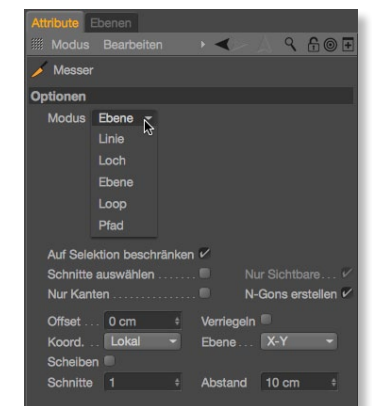 Attribute Ebenen
Modus Bearbeiten
Messer
Optionen
Modus Ebene
Linie
Loch
Ebene
Loop
Pfad
Auf Selektion beschränken
Schnitte auswählen . . . . . . . Nur Sichtbare . . .
Nur Kanten . . . . . . . . . . . . . N-Gons erstellen
Offset . . . 0 cm Verriegeln
Koord. . . Lokal Ebene . . . X-Y
Scheiben
Schnitte 1 Abstand 10 cm